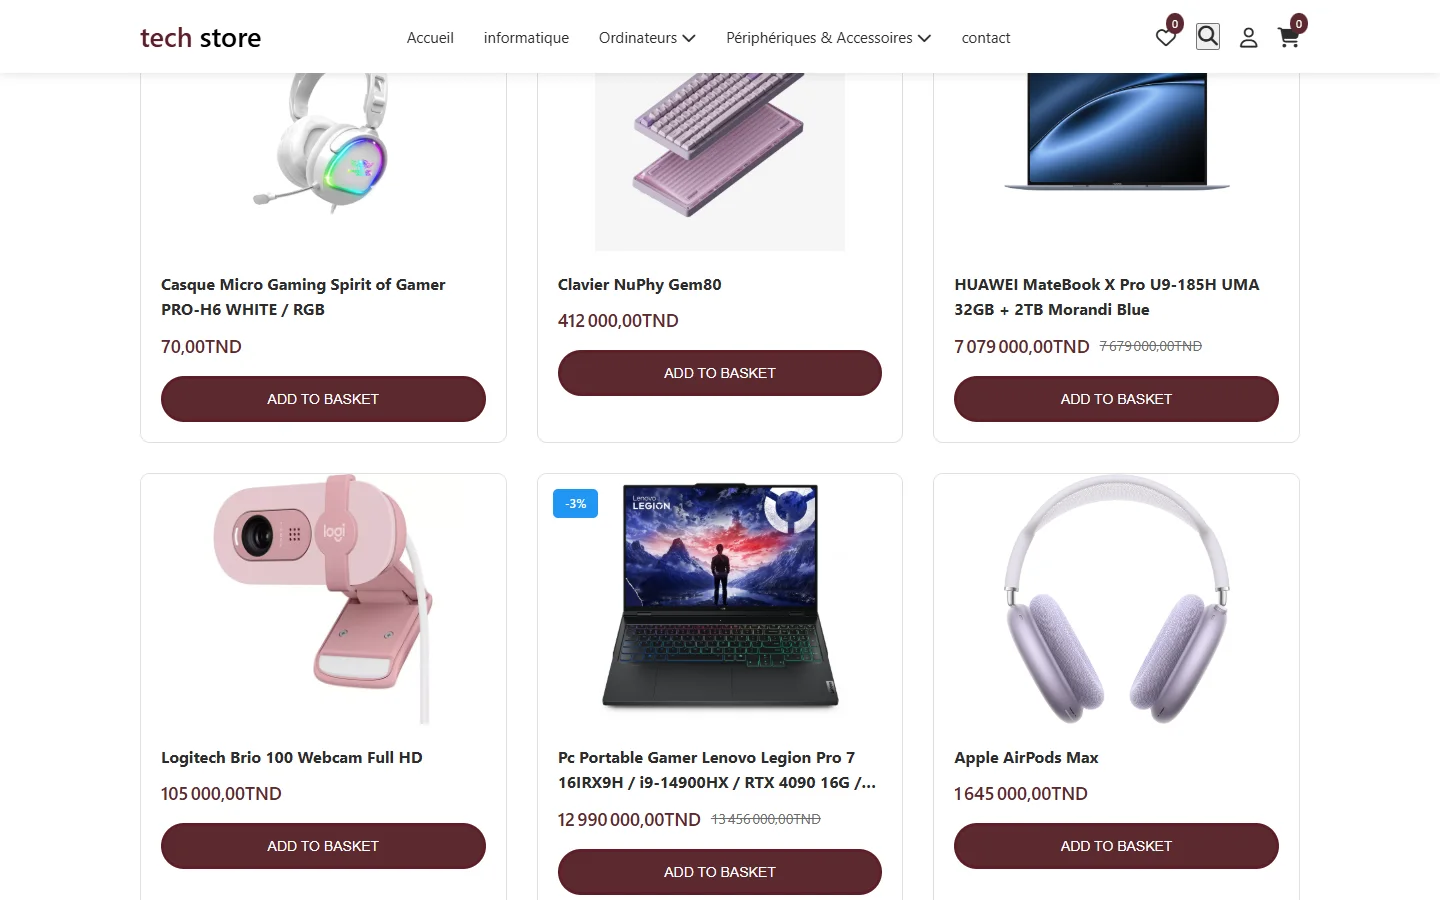 tech store
Accueil
informatique
Ordinateurs
Périphériques & Accessoires
contact
0
0
Casque Micro Gaming Spirit of Gamer
PRO-H6 WHITE / RGB
70,00TND
ADD TO BASKET
Clavier NuPhy Gem80
412 000,00TND
ADD TO BASKET
HUAWEI MateBook X Pro U9-185H UMA
32GB + 2TB Morandi Blue
7 079 000,00TND 7 679 000,00TND
ADD TO BASKET
logi
Logitech Brio 100 Webcam Full HD
105 000,00TND
ADD TO BASKET
-3%
Lenovo
LEGION
Pc Portable Gamer Lenovo Legion Pro 7
16IRX9H / i9-14900HX / RTX 4090 16G /...
12 990 000,00TND 13 456 000,00TND
ADD TO BASKET
Apple AirPods Max
1 645 000,00TND
ADD TO BASKET